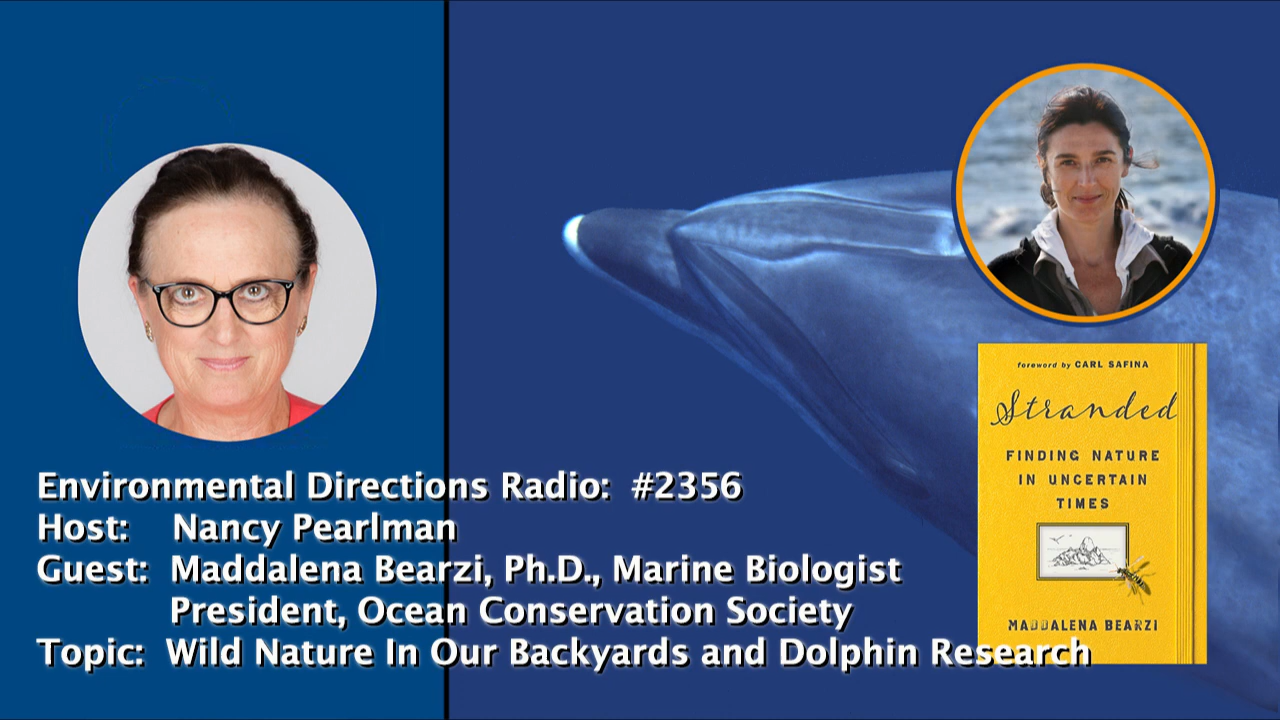 foreword by CARL SAFINA
Stranded
FINDING NATURE
IN UNCERTAIN
TIMES
MADDALENA BEARZI
Environmental Directions Radio: #2356
Host: Nancy Pearlman
Guest: Maddalena Bearzi, Ph.D., Marine Biologist
President, Ocean Conservation Society
Topic: Wild Nature In Our Backyards and Dolphin Research